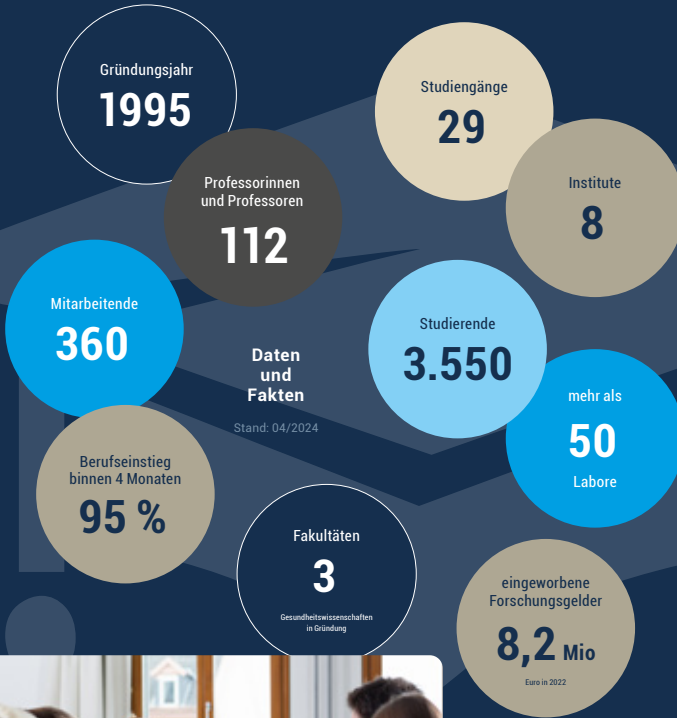 Gründungsjahr
1995
Studiengänge
29
Professorinnen
und Professoren
112
Institute
8
Mitarbeitende
360
Studierende
3.550
Daten
und
Fakten
Stand: 04/2024
mehr als
50
Labore
Berufseinstieg
binnen 4 Monaten
95 %
Fakultäten
3
Gesundheitswissenschaften
in Gründung
eingeworbene
Forschungsgelder
8,2 Mio
Euro in 2022